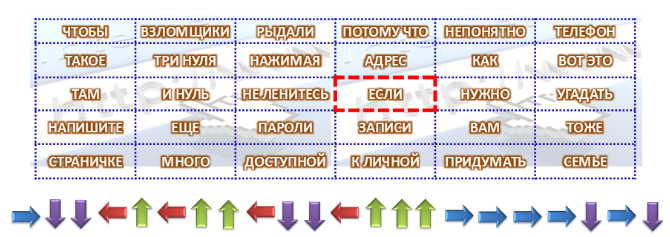 ЧТОБЫ ВЗЛОМЩИКИ РЫДАЛИ ПОТОМУ ЧТО НЕПОНЯТНО ТЕЛЕФОН
ТАКОЕ ТРИ НУЛЯ НАЖИМАЯ АДРЕС КАК ВОТ ЭТО
ТАМ И НУЛЬ НЕ ЛЕНИТЕСЬ ЕСЛИ НУЖНО УГАДАТЬ
НАПИШИТЕ ЕЩЕ ПАРОЛИ ЗАПИСИ ВАМ ТОЖЕ
СТРАНИЧКЕ МНОГО ДОСТУПНОЙ К ЛИЧНОЙ ПРИДУМАТЬ СЕМЬЕ